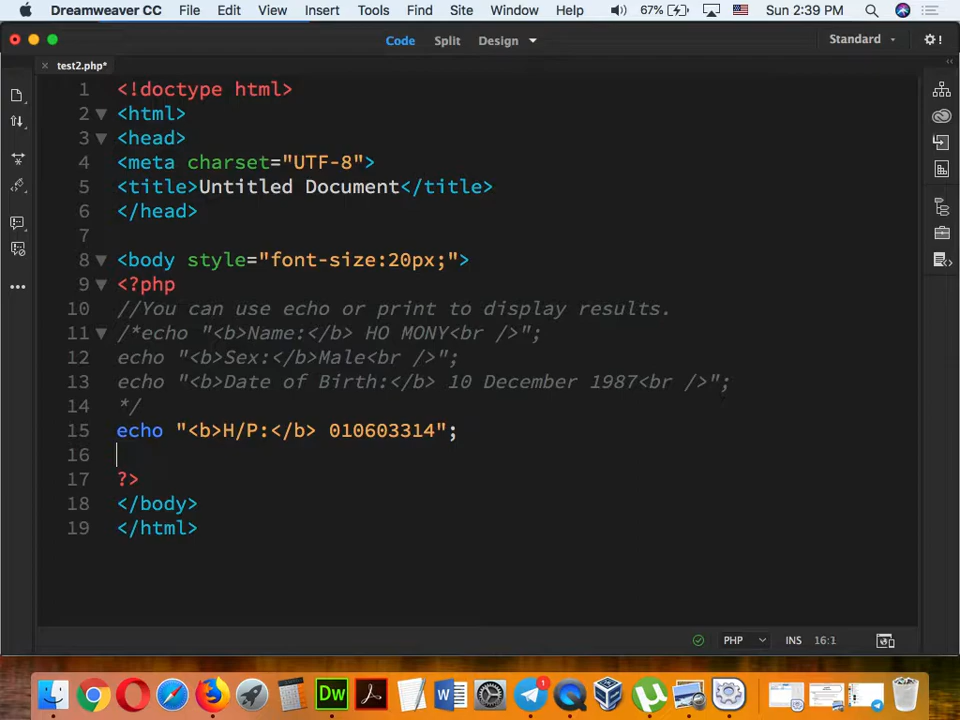 Dreamweaver CC File Edit View Insert Tools Find Site Window Help 67% Sun 2:39 PM
Code Split Design Standard
test2.php*
1 <!doctype html>
2 <html>
3 <head>
4 <meta charset="UTF-8">
5 <title>Untitled Document</title>
6 </head>
7
8 <body style="font-size:20px;">
9 <?php
10 //You can use echo or print to display results.
11 /*echo "<b>Name:</b> HO MONY<br />";
12 echo "<b>Sex:</b>Male<br />";
13 echo "<b>Date of Birth:</b> 10 December 1987<br />";
14 */
15 echo "<b>H/P:</b> 010603314";
16
17 ?>
18 </body>
19 </html>
PHP INS 16:1
Dw W 1